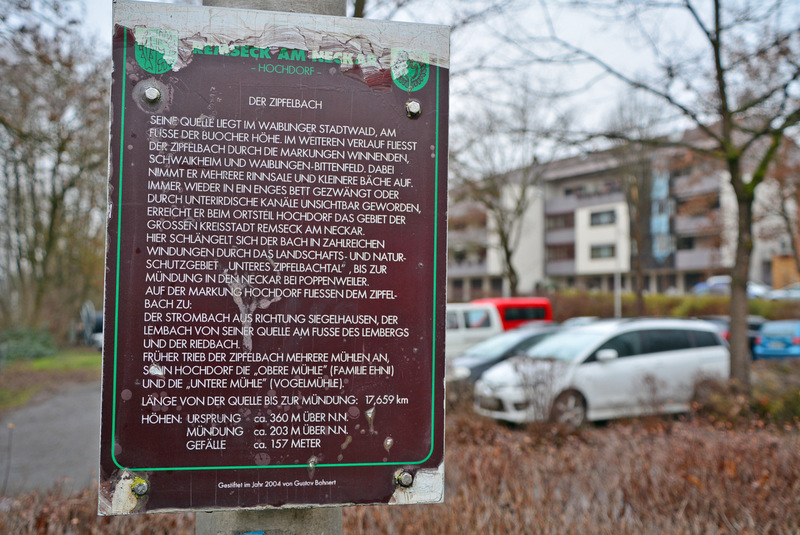 REMSECK AM NECKAR
- HOCHDORF -
DER ZIPFELBACH
SEINE QUELLE LIEGT IM WAIBLINGER STADTWALD, AM
FUSSE DER BUOCHER HÖHE. IM WEITEREN VERLAUF FLIESST
DER ZIPFELBACH DURCH DIE MARKUNGEN WINNENDEN,
SCHWAIKHEIM UND WAIBLINGEN-BITTENFELD. DABEI
NIMMT ER MEHRERE RINNSALE UND KLEINERE BÄCHE AUF.
IMMER WIEDER IN EIN ENGES BETT GEZWÄNGT ODER
DURCH UNTERIRDISCHE KANÄLE UNSICHTBAR GEWORDEN,
ERREICHT ER BEIM ORTSTEIL HOCHDORF DAS GEBIET DER
GROSSEN KREISSTADT REMSECK AM NECKAR.
HIER SCHLÄNGELT SICH DER BACH IN ZAHLREICHEN
WINDUNGEN DURCH DAS LANDSCHAFTS- UND NATUR-
SCHUTZGEBIET „UNTERES ZIPFELBACHTAL", BIS ZUR
MÜNDUNG IN DEN NECKAR BEI POPPENWEILER.
AUF DER MARKUNG HOCHDORF FLIESSEN DEM ZIPFEL-
BACH ZU:
DER STROMBACH AUS RICHTUNG SIEGELHAUSEN, DER
LEMBACH VON SEINER QUELLE AM FUSSE DES LEMBERGS
UND DER RIEDBACH.
FRÜHER TRIEB DER ZIPFELBACH MEHRERE MÜHLEN AN,
SO IN HOCHDORF DIE „OBERE MÜHLE" (FAMILIE EHNI)
UND DIE „UNTERE MÜHLE" (VOGELMÜHLE).
LÄNGE VON DER QUELLE BIS ZUR MÜNDUNG: 17,659 KM
HÖHEN: URSPRUNG ca. 360 M ÜBER N.N.
MÜNDUNG ca. 203 M ÜBER N.N.
GEFÄLLE ca. 157 METER
Gestiftet im Jahr 2004 von Gustav Bohnert